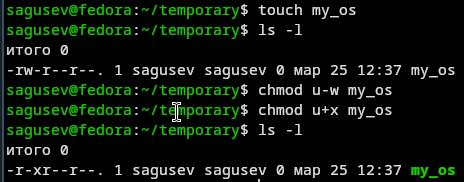 sagusev@fedora:~/temporary$ touch my_os
sagusev@fedora:~/temporary$ ls -l
итого 0
-rw-r--r--. 1 sagusev sagusev 0 мар 25 12:37 my_os
sagusev@fedora:~/temporary$ chmod u-w my_os
sagusev@fedora:~/temporary$ chmod u+x my_os
sagusev@fedora:~/temporary$ ls -l
итого 0
-r-xr--r--. 1 sagusev sagusev 0 мар 25 12:37 my_os